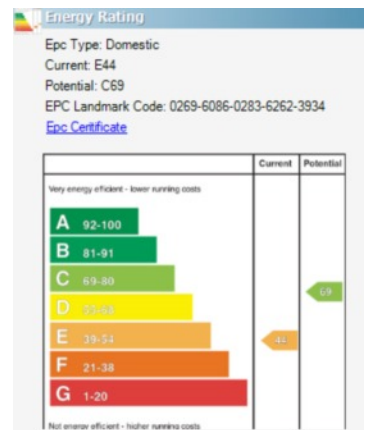 Energy Rating
Epc Type: Domestic
Current: E44
Potential: C69
EPC Landmark Code: 0269-6086-0283-6262-3934
Epc Certificate
Current Potential
Very energy efficient - lower running costs
A 92-100
B 81-91
C 69-80 69
D
E 39-54 44
F 21-38
G 1-20
Not energy efficient - higher running costs